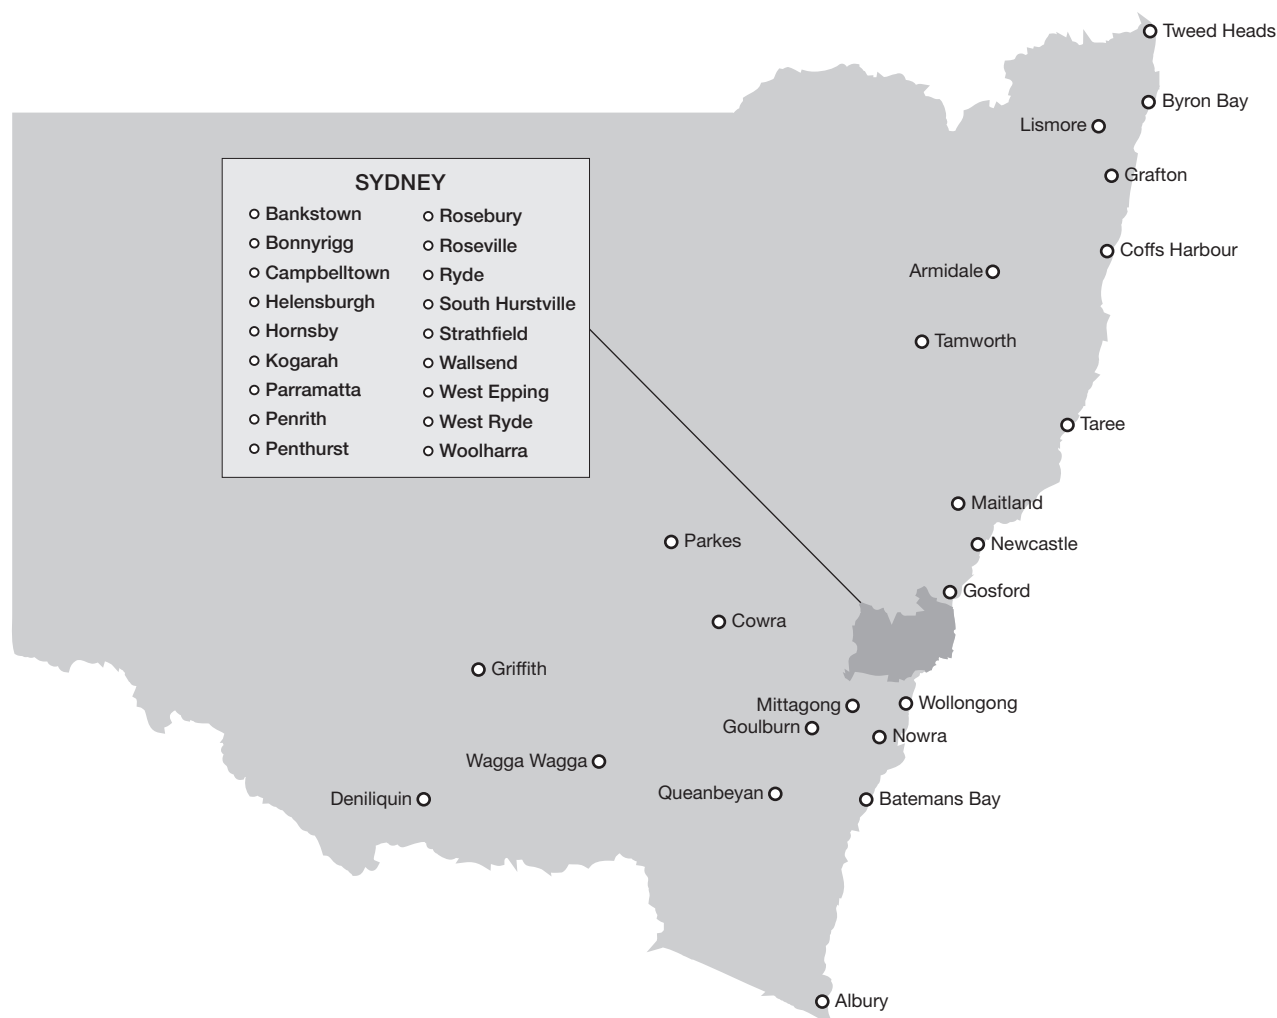 Tweed Heads
Byron Bay
Lismore
Grafton
Coffs Harbour
Armidale
Tamworth
Taree
Maitland
Newcastle
Gosford
Parkes
Cowra
Griffith
Mittagong
Wollongong
Goulburn
Nowra
Wagga Wagga
Queanbeyan
Deniliquin
Batemans Bay
Albury
SYDNEY
Bankstown
Bonnyrigg
Campbelltown
Helensburgh
Hornsby
Kogarah
Parramatta
Penrith
Penthurst
Rosebury
Roseville
Ryde
South Hurstville
Strathfield
Wallsend
West Epping
West Ryde
Woolharra